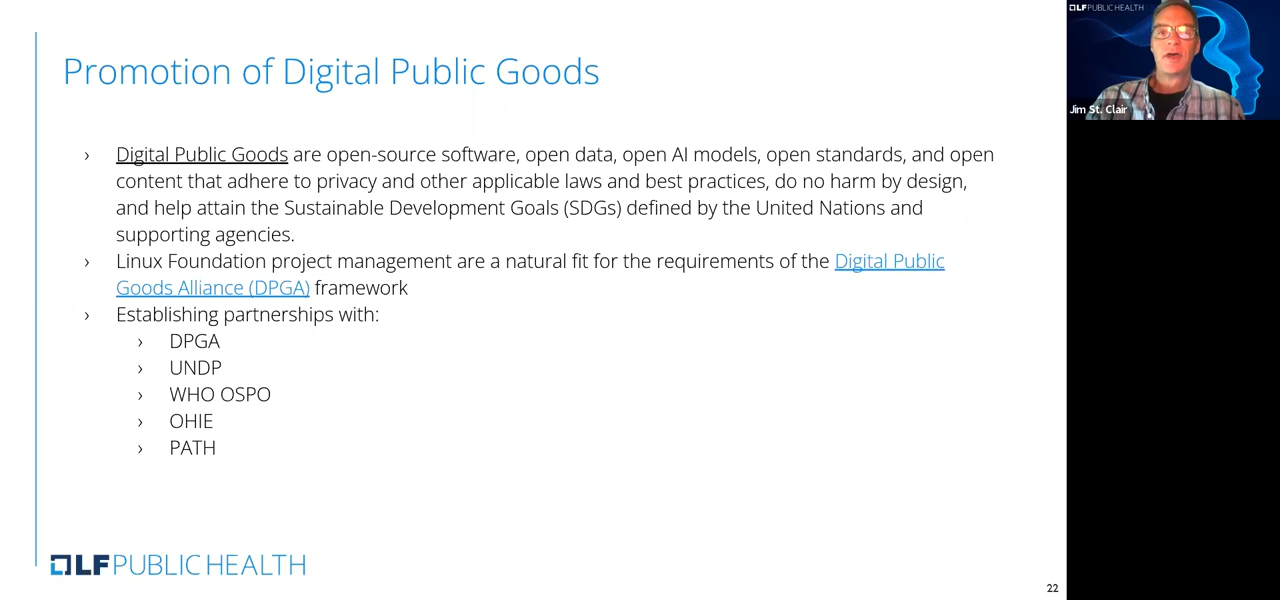 Promotion of Digital Public Goods
› Digital Public Goods are open-source software, open data, open AI models, open standards, and open
content that adhere to privacy and other applicable laws and best practices, do no harm by design,
and help attain the Sustainable Development Goals (SDGs) defined by the United Nations and
supporting agencies.
› Linux Foundation project management are a natural fit for the requirements of the Digital Public
Goods Alliance (DPGA) framework
› Establishing partnerships with:
› DPGA
› UNDP
› WHO OSPO
› OHIE
› PATH
LF PUBLIC HEALTH
22
LF PUBLIC HEALTH
Jim St. Clair